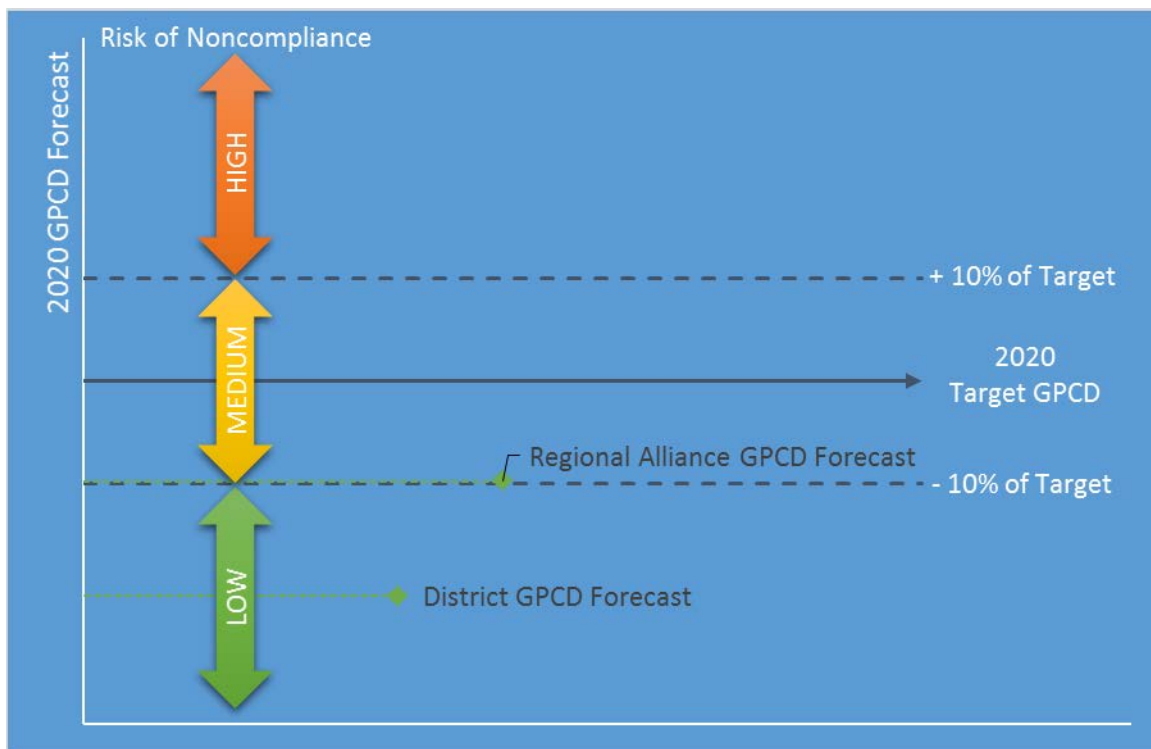 Risk of Noncompliance
2020 GPCD Forecast
HIGH
+ 10% of Target
MEDIUM
2020
Target GPCD
Regional Alliance GPCD Forecast
- 10% of Target
LOW
District GPCD Forecast